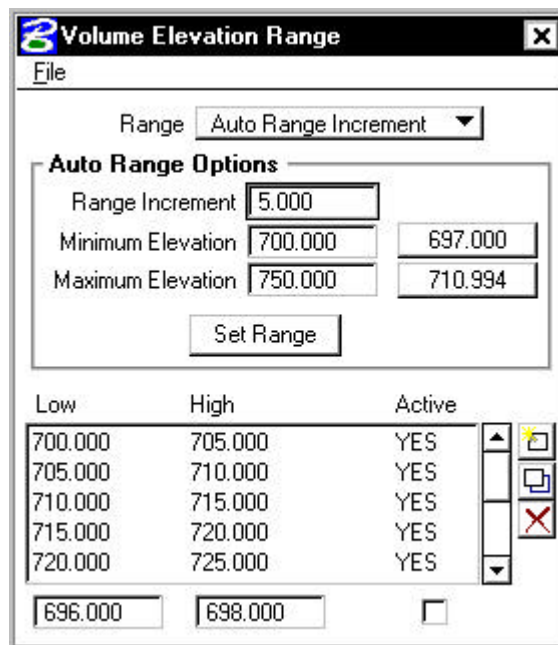 Volume Elevation Range
File
Range Auto Range Increment
Auto Range Options
Range Increment 5.000
Minimum Elevation 700.000 697.000
Maximum Elevation 750.000 710.994
Set Range
Low High Active
700.000 705.000 YES
705.000 710.000 YES
710.000 715.000 YES
715.000 720.000 YES
720.000 725.000 YES
696.000 698.000